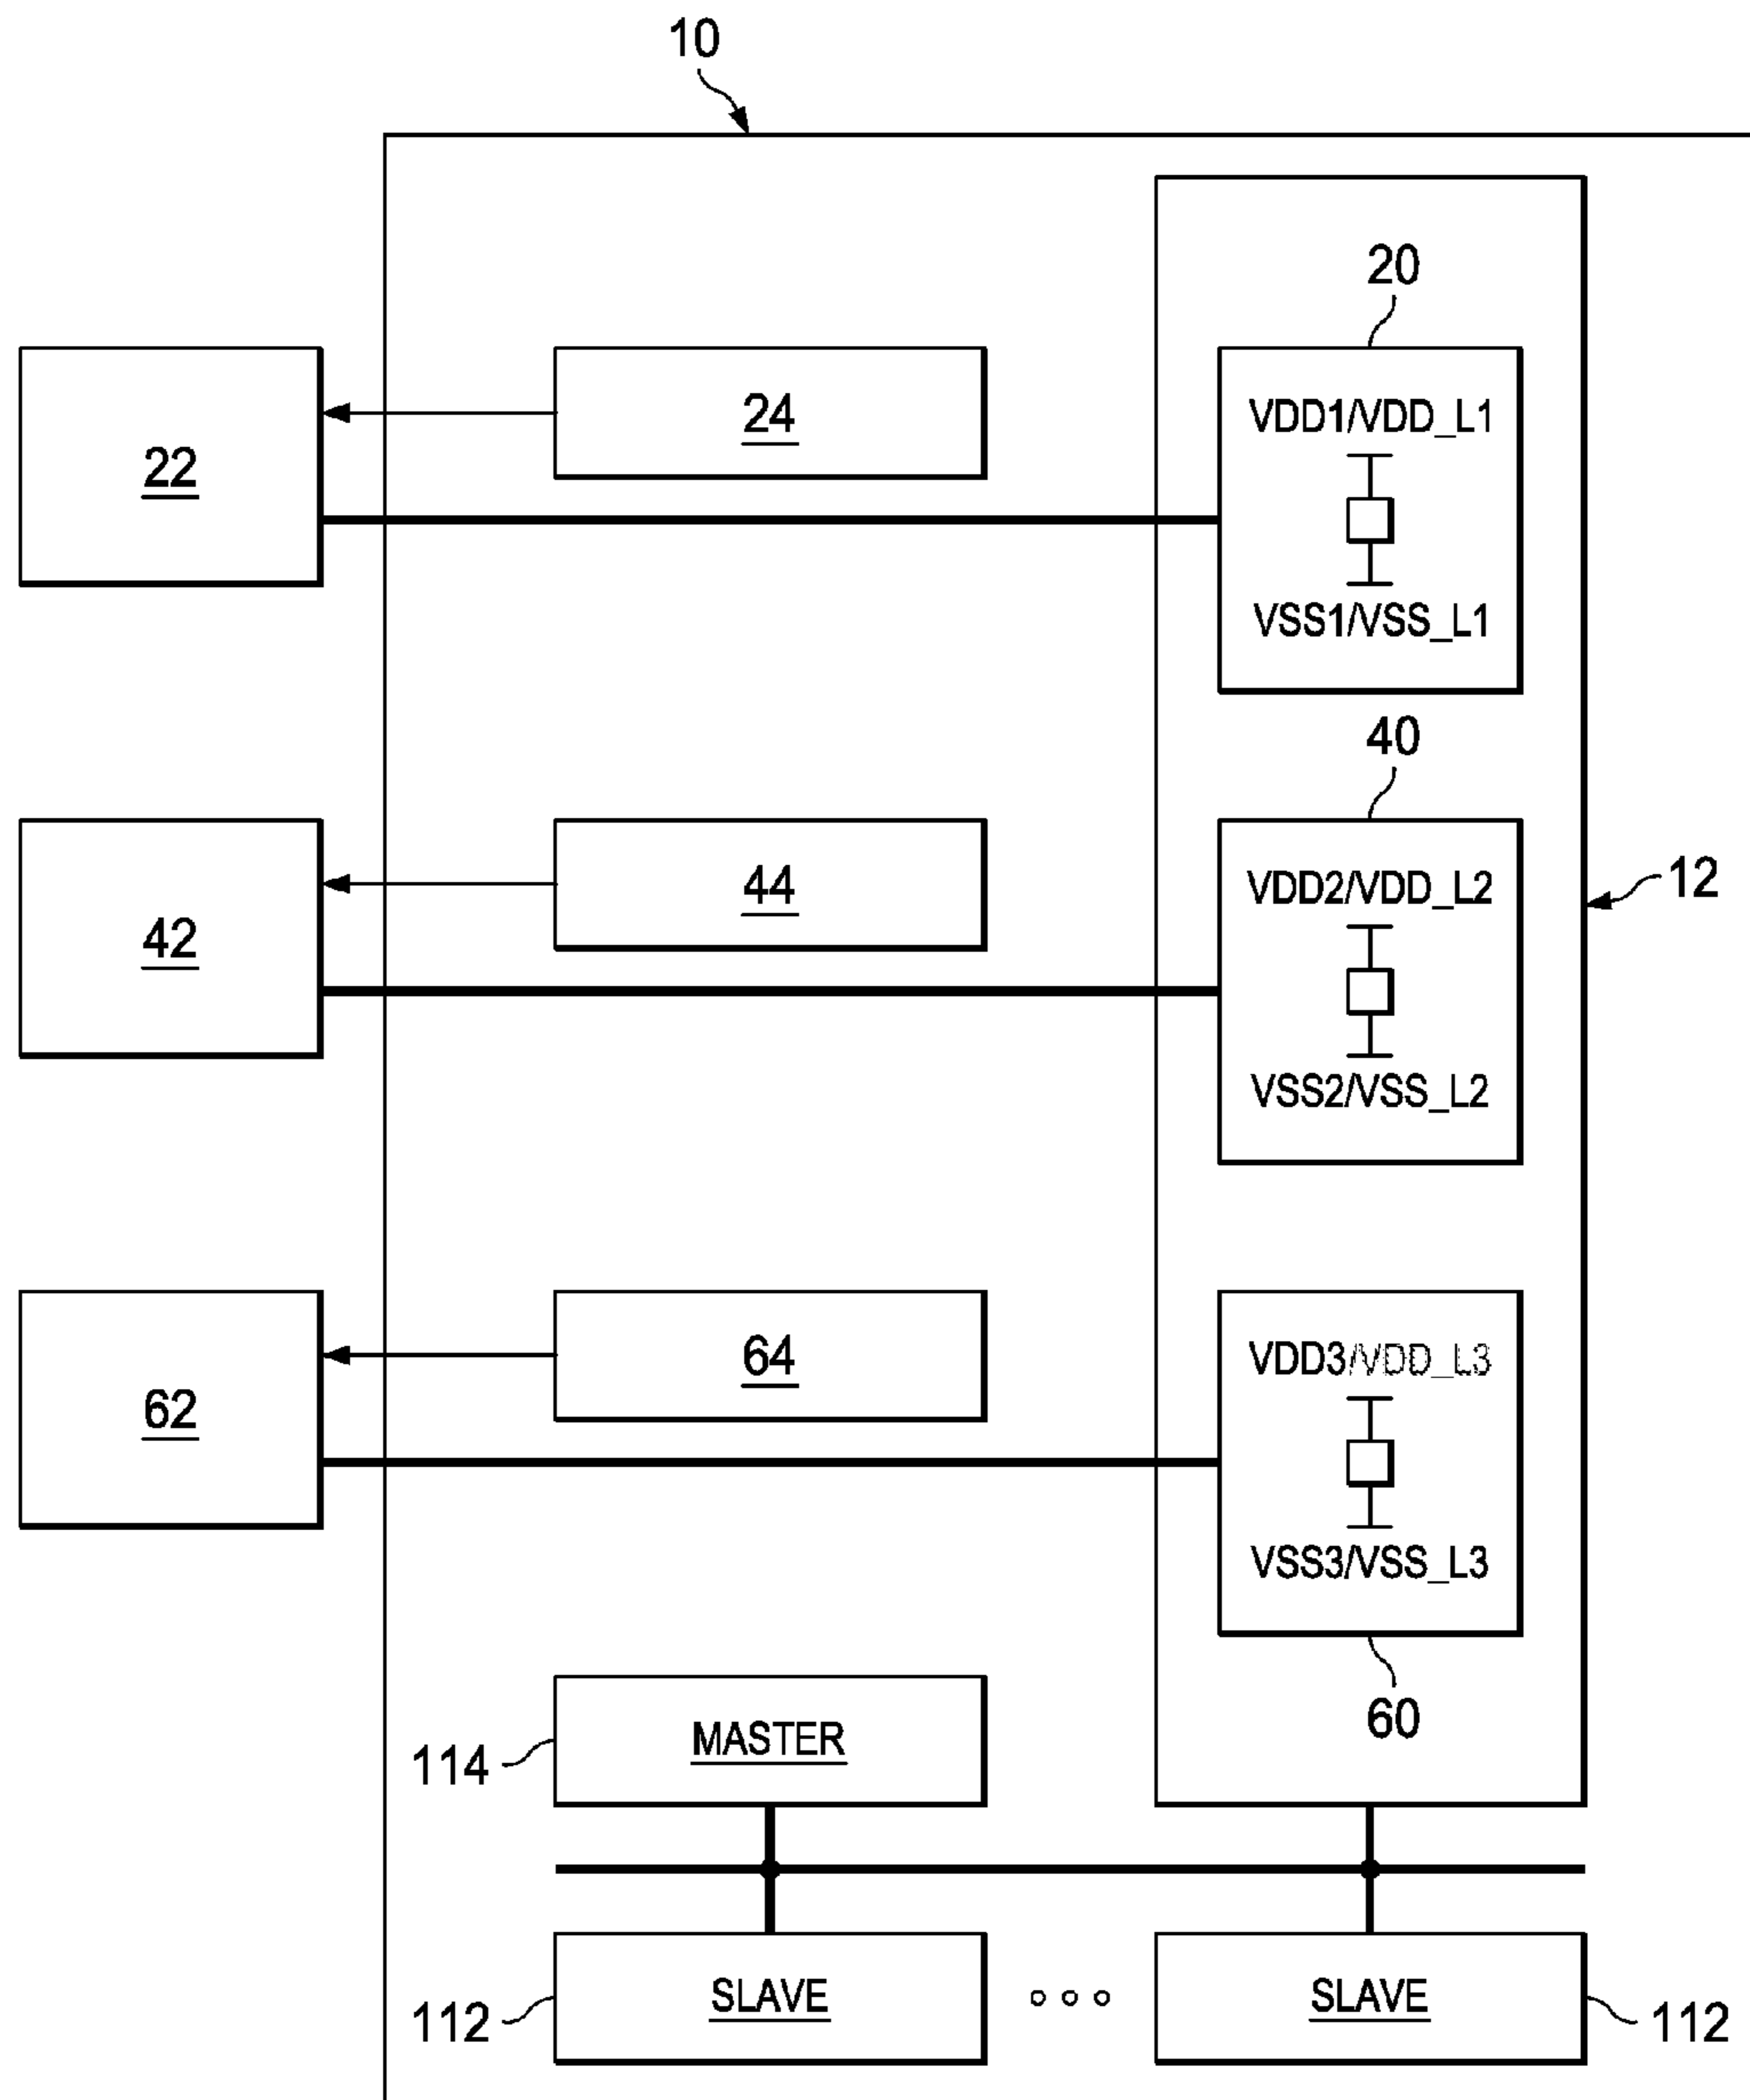 10
20
VDD1/VDD_L1
24
22
VSS1/VSS_L1
40
VDD2/VDD_L2
12
44
42
VSS2/VSS_L2
VDD3/VDD_L3
64
62
VSS3/VSS_L3
60
MASTER
114
SLAVE
SLAVE
112
112